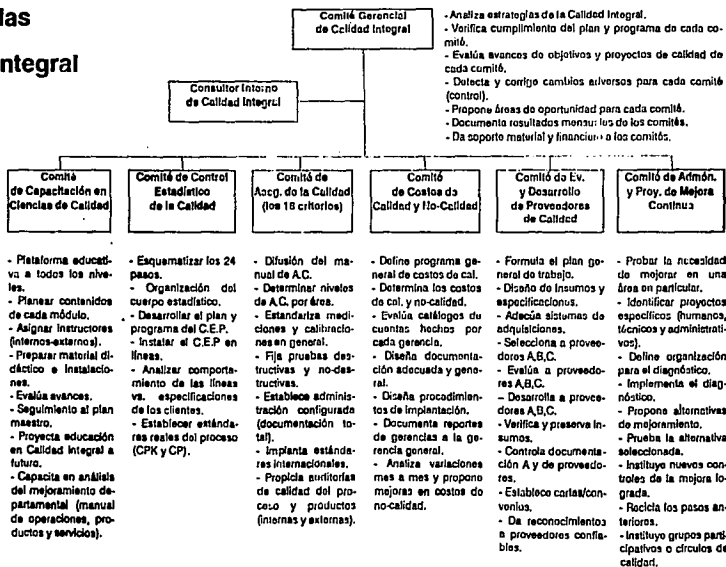 las
ntegral
Comité Gerencial
de Calidad Integral
- Analiza estrategias de la Calidad Integral.
- Verifica cumplimiento del plan y programa de cada co-
mité.
- Evalúa avances de objetivos y proyectos de calidad de
cada comité.
- Detecta y corrige cambios adversos para cada comité
(control).
- Propone áreas de oportunidad para cada comité.
- Documenta resultados mensuales de los comités.
- Da soporte material y financiero a los comités.
Consultor Interno
de Calidad Integral
Comité
de Capacitación en
Ciencias de Calidad
- Plataforma educati-
va a todos los nive-
les.
- Planear contenidos
de cada módulo.
- Asignar instructores
(internos-externos).
- Preparar material di-
dáctico e instalacio-
nes.
- Evalúa avances.
- Seguimiento al plan
maestro.
- Proyecta educación
en Calidad Integral a
futuro.
- Capacita en análisis
del mejoramiento de-
partamental (manual
de operaciones, pro-
ductos y servicios).
Comité de Control
Estadístico
de la Calidad
- Esquematizar los 24
pasos.
- Organización del
cuerpo estadístico.
- Desarrollar el plan y
programa del C.E.P.
- Instalar el C.E.P en
líneas.
- Analizar comporta-
miento de las líneas
vs. especificaciones
de los clientes.
- Establecer estánda-
res reales del proceso
(CPK y CP).
Comité de
Aseg. de la Calidad
(los 18 criterios)
- Difusión del ma-
nual de A.C.
- Determinar niveles
de A.C. por área.
- Estandariza medi-
ciones y calibracio-
nes en general.
- Fija pruebas des-
tructivas y no-des-
tructivas.
- Establece adminis-
tración configurada
(documentación to-
tal).
- Implanta estánda-
res internacionales.
- Propicia auditorías
de calidad del pro-
ceso y productos
(internas y externas).
Comité
de Costos de
Calidad y No-Calidad
- Define programa ge-
neral de costos de cal.
- Determina los costos
de cal. y no-calidad.
- Evalúa catálogos de
cuentas hechos por
cada gerencia.
- Diseña documenta-
ción adecuada y gene-
ral.
- Diseña procedimien-
tos de implantación.
- Documenta reportes
de gerencias a la ge-
rencia general.
- Analiza variaciones
mes a mes y propone
mejoras en costos de
no-calidad.
Comité de Ev.
y Desarrollo
de Proveedores
de Calidad
- Formula el plan ge-
neral de trabajo.
- Diseño de insumos y
especificaciones.
- Adecúa sistemas de
adquisiciones.
- Selecciona a provee-
dores A,B,C.
- Evalúa a proveedo-
res A,B,C.
- Desarrolla a provee-
dores A,B,C.
- Verifica y preserva in-
sumos.
- Controla documenta-
ción A y de proveedo-
res.
- Establece cartas/con-
venios.
- Da reconocimientos
a proveedores confia-
bles.
Comité de Admón.
y Proy. de Mejora
Continua
- Probar la necesidad
de mejorar en una
área en particular.
- Identificar proyectos
específicos (humanos,
técnicos y administrati-
vos).
- Define organización
para el diagnóstico.
- Implementa el diag-
nóstico.
- Propone alternativas
de mejoramiento.
- Prueba la alternativa
seleccionada.
- Instituye nuevos con-
troles de la mejora lo-
grada.
- Recicla los pasos an-
teriores.
- Instituye grupos parti-
cipativos o círculos de
calidad.